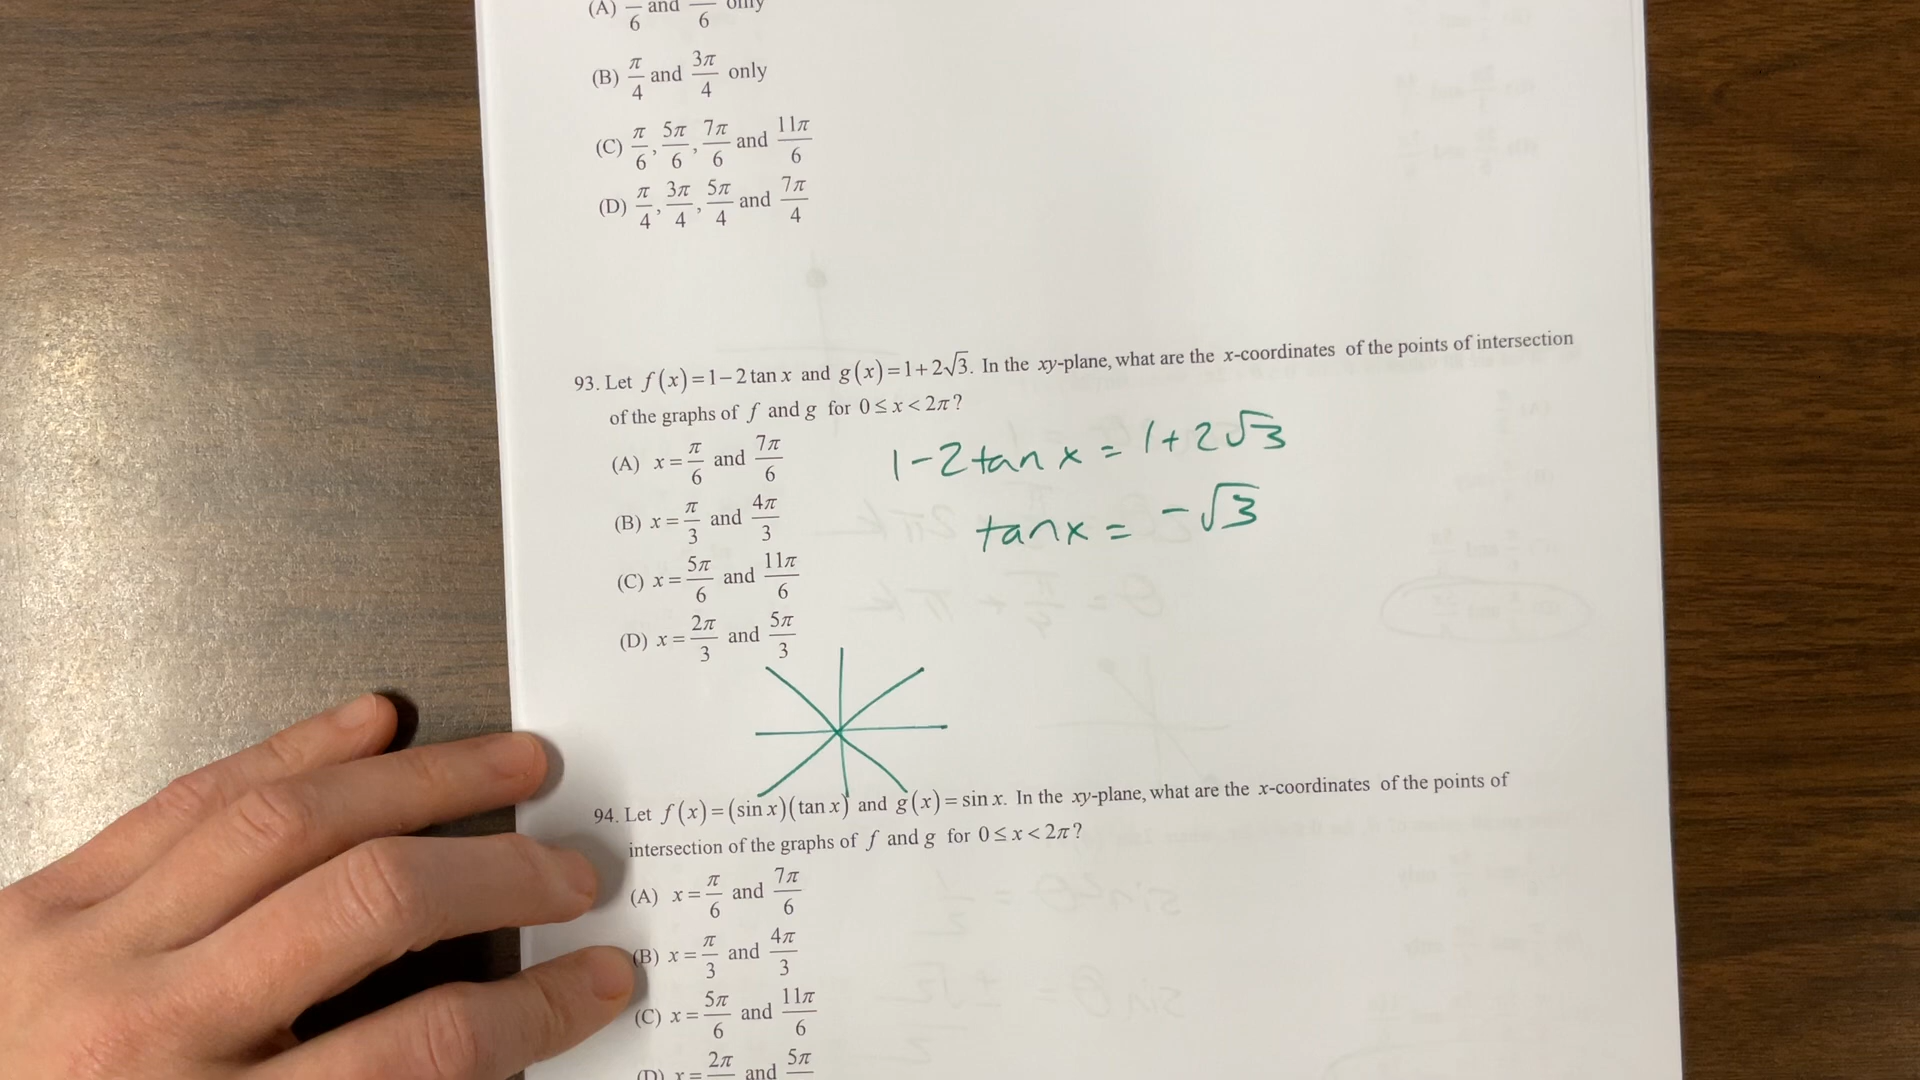 (A) —/6 and —/6 only
(B) π/4 and 3π/4 only
(C) π/6, 5π/6, 7π/6 and 11π/6
(D) π/4, 3π/4, 5π/4 and 7π/4
93. Let f(x)=1−2 tan x and g(x)=1+2√3. In the xy-plane, what are the x-coordinates of the points of intersection
of the graphs of f and g for 0≤x<2π?
1−2tan x = 1+2√3
tan x = −√3
(A) x=π/6 and 7π/6
(B) x=π/3 and 4π/3
(C) x=5π/6 and 11π/6
(D) x=2π/3 and 5π/3
94. Let f(x)=(sin x)(tan x) and g(x)=sin x. In the xy-plane, what are the x-coordinates of the points of
intersection of the graphs of f and g for 0≤x<2π?
(A) x=π/6 and 7π/6
(B) x=π/3 and 4π/3
(C) x=5π/6 and 11π/6
(D) x=2π and 5π